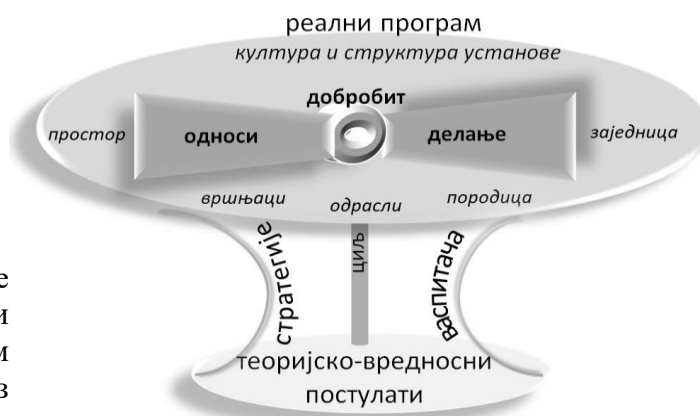 реални програм
култура и структура установе
добробит
простор
односи
делање
заједница
вршњаци
одрасли
породица
стратегије
циљ
васпитача
е
и
м
з
теоријско-вредносни
постулати